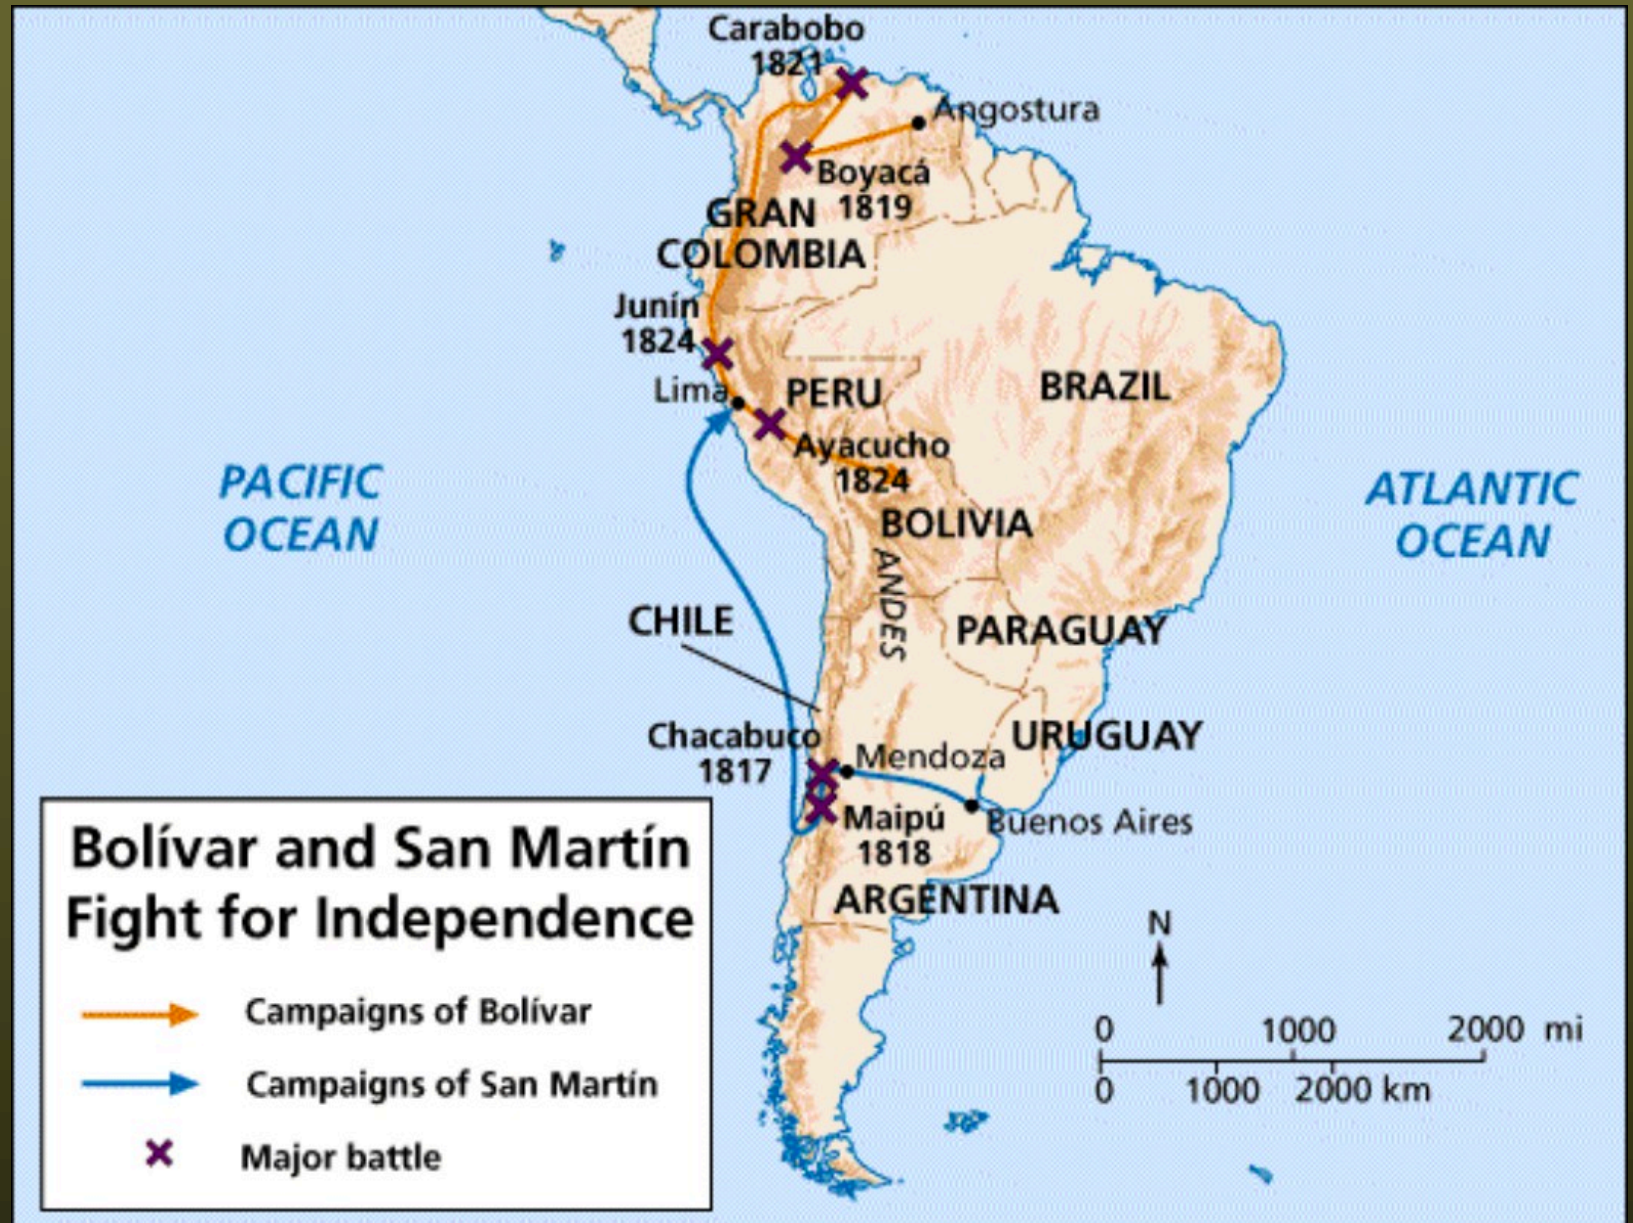 Carabobo
1821
Angostura
Boyacá
1819
GRAN
COLOMBIA
Junín
1824
Lima
PERU
BRAZIL
Ayacucho
1824
PACIFIC
OCEAN
ATLANTIC
OCEAN
BOLIVIA
ANDES
CHILE
PARAGUAY
Chacabuco
1817
Mendoza
URUGUAY
Maipú
1818
Buenos Aires
ARGENTINA
Bolívar and San Martín
Fight for Independence
Campaigns of Bolívar
Campaigns of San Martín
Major battle
N
0 1000 2000 mi
0 1000 2000 km